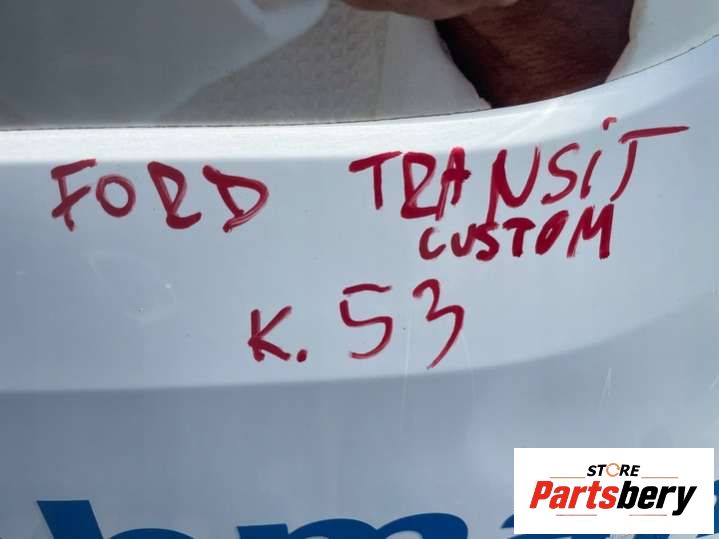 FORD TRANSIT
CUSTOM
K. 53
STORE
Partsbery